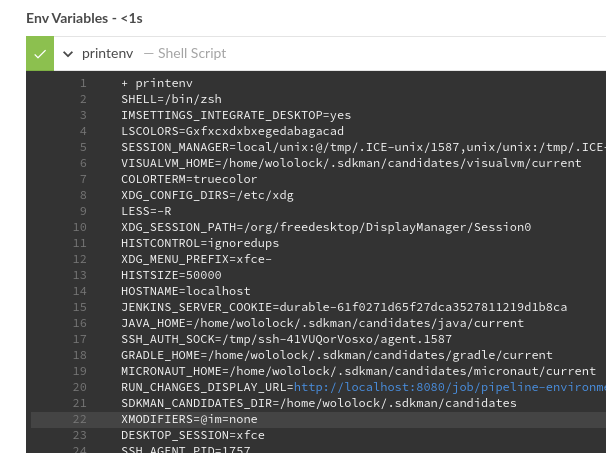 Env Variables - <1s
printenv — Shell Script
1 + printenv
2 SHELL=/bin/zsh
3 IMSETTINGS_INTEGRATE_DESKTOP=yes
4 LSCOLORS=Gxfxcxdxbxegedabagacad
5 SESSION_MANAGER=local/unix:@/tmp/.ICE-unix/1587,unix/unix:/tmp/.ICE-
6 VISUALVM_HOME=/home/wololock/.sdkman/candidates/visualvm/current
7 COLORTERM=truecolor
8 XDG_CONFIG_DIRS=/etc/xdg
9 LESS=-R
10 XDG_SESSION_PATH=/org/freedesktop/DisplayManager/Session0
11 HISTCONTROL=ignoredups
12 XDG_MENU_PREFIX=xfce-
13 HISTSIZE=50000
14 HOSTNAME=localhost
15 JENKINS_SERVER_COOKIE=durable-61f0271d65f27dca3527811219d1b8ca
16 JAVA_HOME=/home/wololock/.sdkman/candidates/java/current
17 SSH_AUTH_SOCK=/tmp/ssh-41VUQorVosxo/agent.1587
18 GRADLE_HOME=/home/wololock/.sdkman/candidates/gradle/current
19 MICRONAUT_HOME=/home/wololock/.sdkman/candidates/micronaut/current
20 RUN_CHANGES_DISPLAY_URL=http://localhost:8080/job/pipeline-environme
21 SDKMAN_CANDIDATES_DIR=/home/wololock/.sdkman/candidates
22 XMODIFIERS=@im=none
23 DESKTOP_SESSION=xfce
24 SSH_AGENT_PID=1757